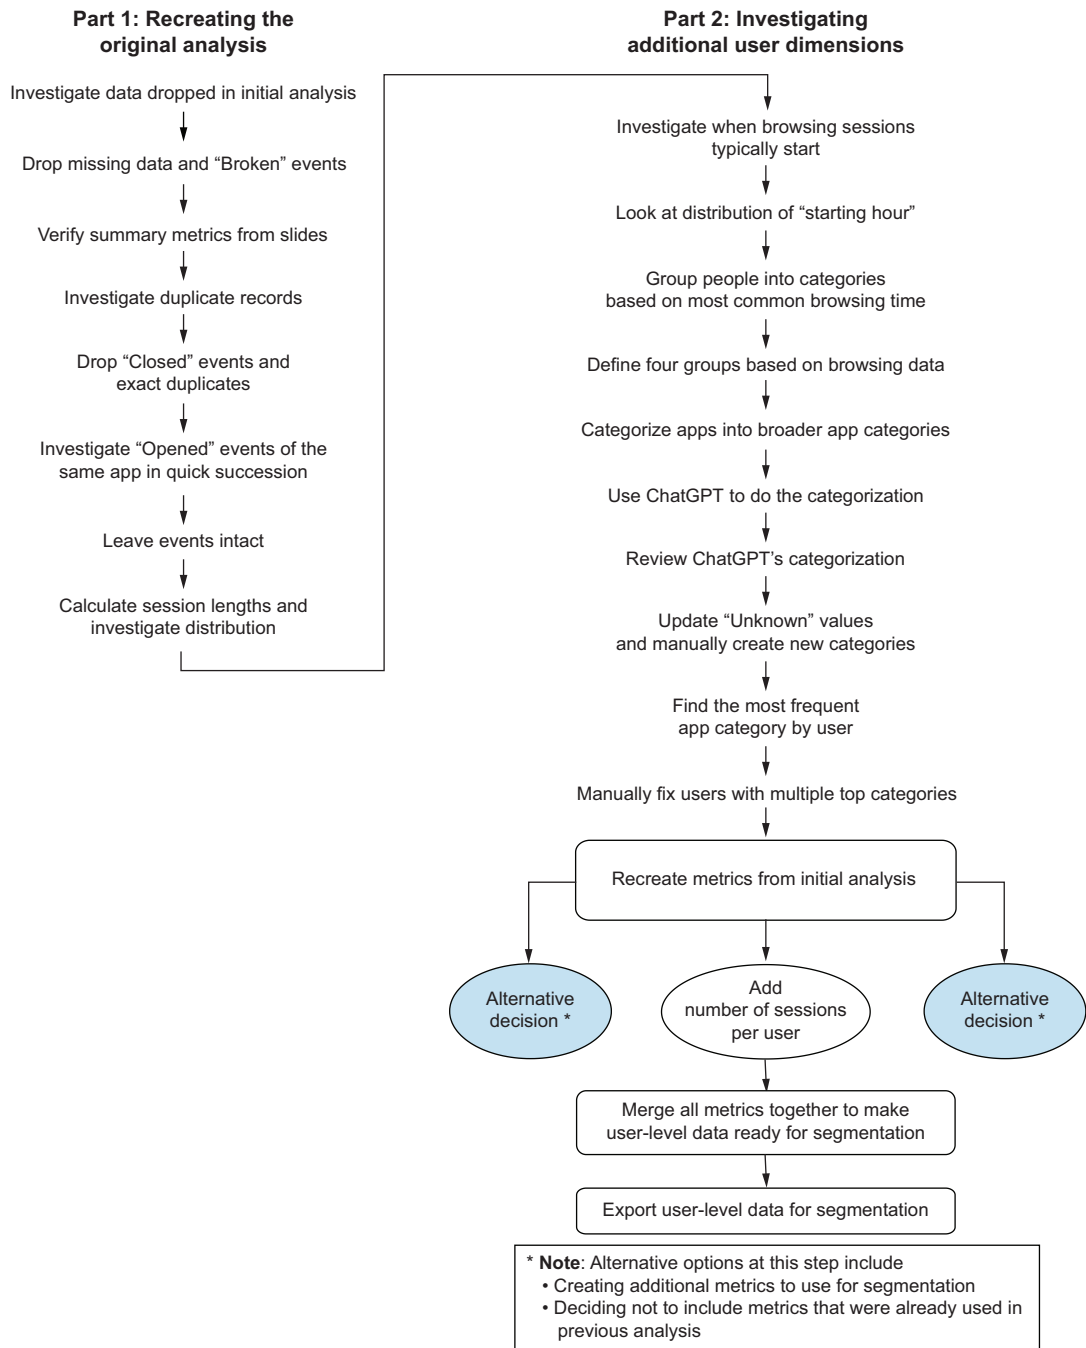 Part 1: Recreating the
original analysis
Investigate data dropped in initial analysis
Drop missing data and “Broken” events
Verify summary metrics from slides
Investigate duplicate records
Drop “Closed” events and
exact duplicates
Investigate “Opened” events of the
same app in quick succession
Leave events intact
Calculate session lengths and
investigate distribution
Part 2: Investigating
additional user dimensions
Investigate when browsing sessions
typically start
Look at distribution of “starting hour”
Group people into categories
based on most common browsing time
Define four groups based on browsing data
Categorize apps into broader app categories
Use ChatGPT to do the categorization
Review ChatGPT’s categorization
Update “Unknown” values
and manually create new categories
Find the most frequent
app category by user
Manually fix users with multiple top categories
Recreate metrics from initial analysis
Alternative
decision *
Add
number of sessions
per user
Alternative
decision *
Merge all metrics together to make
user-level data ready for segmentation
Export user-level data for segmentation
* Note: Alternative options at this step include
• Creating additional metrics to use for segmentation
• Deciding not to include metrics that were already used in
previous analysis